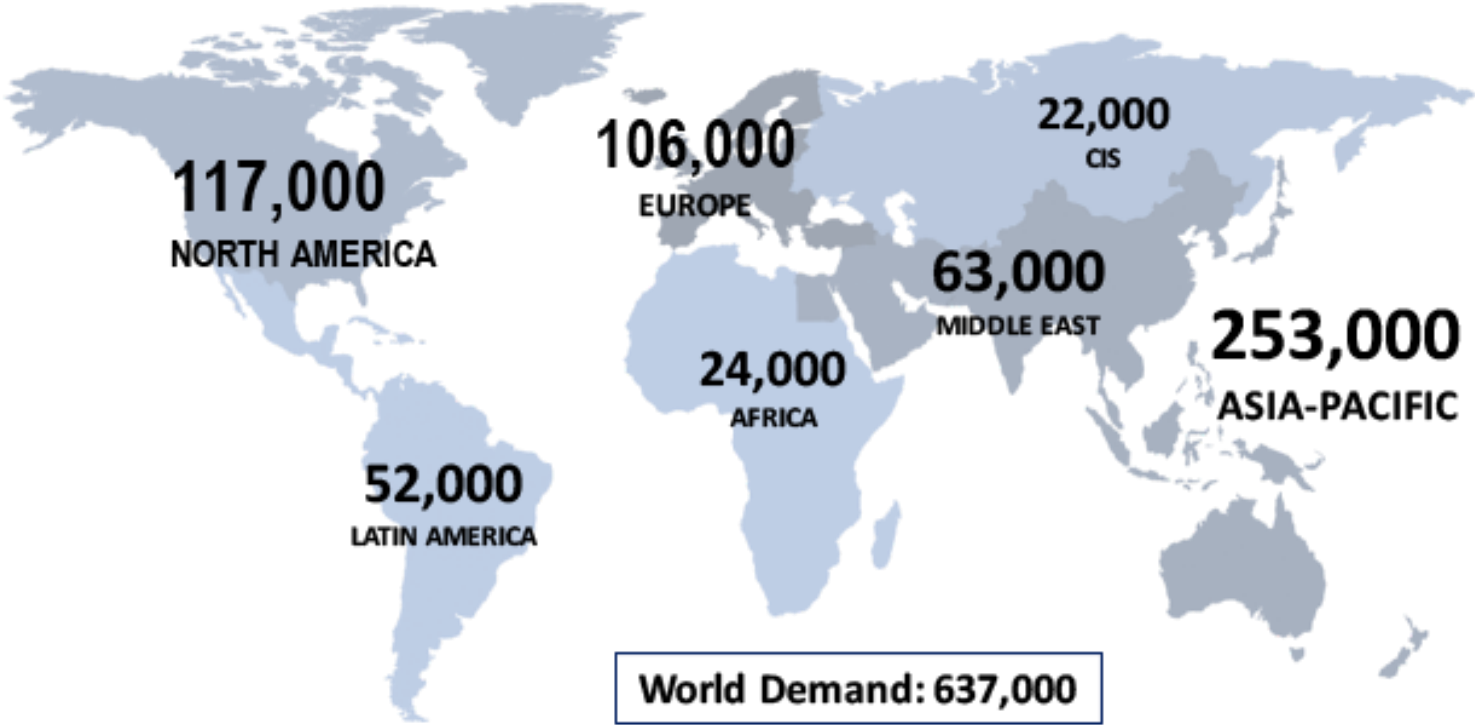 117,000
NORTH AMERICA
106,000
EUROPE
22,000
CIS
63,000
MIDDLE EAST
253,000
ASIA-PACIFIC
24,000
AFRICA
52,000
LATIN AMERICA
World Demand: 637,000